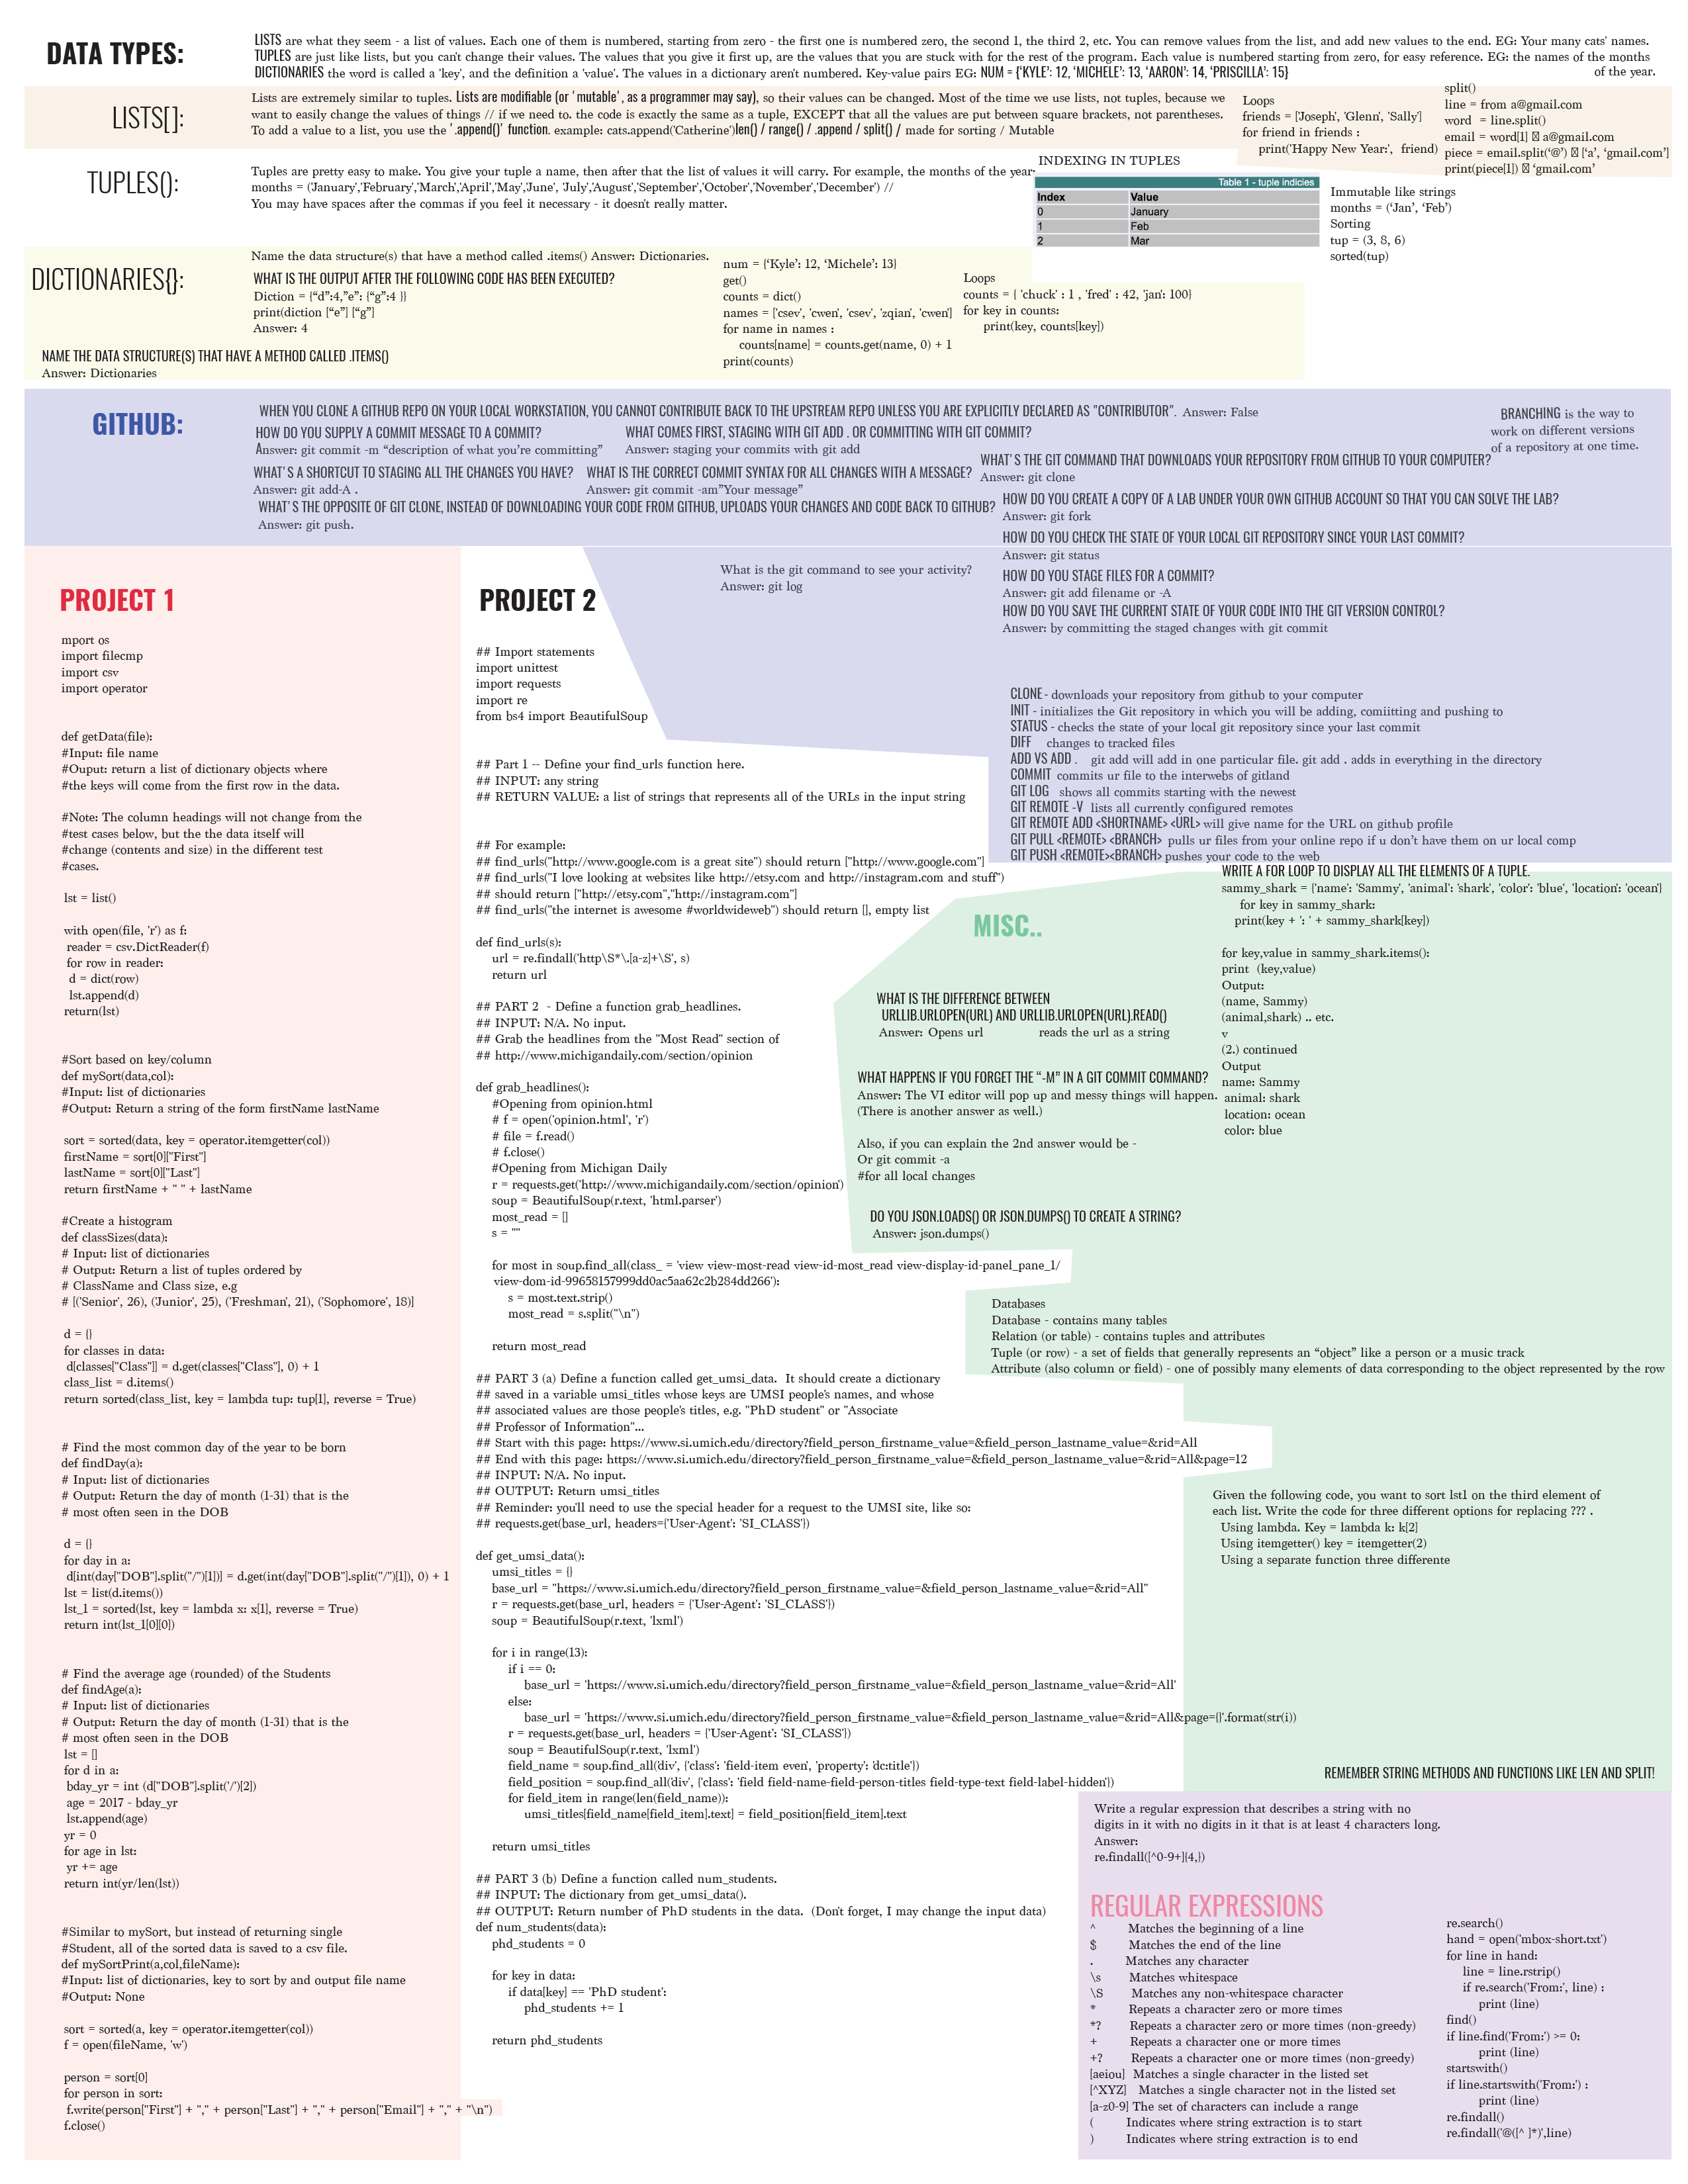 DATA TYPES:
LISTS are what they seem - a list of values. Each one of them is numbered, starting from zero - the first one is numbered zero, the second 1, the third 2, etc. You can remove values from the list, and add new values to the end. EG: Your many cats' names.
TUPLES are just like lists, but you can't change their values. The values that you give it first up, are the values that you are stuck with for the rest of the program. Each value is numbered starting from zero, for easy reference. EG: the names of the months
of the year.
DICTIONARIES the word is called a 'key', and the definition a 'value'. The values in a dictionary aren't numbered. Key-value pairs EG: NUM = {‘KYLE’: 12, ‘MICHELE’: 13, ‘AARON’: 14, ‘PRISCILLA’: 15}
LISTS[]:
Lists are extremely similar to tuples. Lists are modifiable (or 'mutable', as a programmer may say), so their values can be changed. Most of the time we use lists, not tuples, because we
want to easily change the values of things // if we need to. the code is exactly the same as a tuple, EXCEPT that all the values are put between square brackets, not parentheses.
To add a value to a list, you use the '.append()' function. example: cats.append('Catherine')len() / range() / .append / split() / made for sorting / Mutable
Loops
friends = ['Joseph', 'Glenn', 'Sally']
for friend in friends :
print('Happy New Year:', friend)
split()
line = from a@gmail.com
word = line.split()
email = word[1] a@gmail.com
piece = email.split(‘@’) [‘a’, ‘gmail.com’]
print(piece[1]) ‘gmail.com’
TUPLES():
Tuples are pretty easy to make. You give your tuple a name, then after that the list of values it will carry. For example, the months of the year:
months = ('January','February','March','April','May','June', 'July','August','September','October','November','December') //
You may have spaces after the commas if you feel it necessary - it doesn't really matter.
INDEXING IN TUPLES
Table 1 - tuple indicies
Index Value
0 January
1 Feb
2 Mar
Immutable like strings
months = (‘Jan’, ‘Feb’)
Sorting
tup = (3, 8, 6)
sorted(tup)
DICTIONARIES{}:
Name the data structure(s) that have a method called .items() Answer: Dictionaries.
WHAT IS THE OUTPUT AFTER THE FOLLOWING CODE HAS BEEN EXECUTED?
Diction = {“d”:4,”e”: {“g”:4 }}
print(diction [“e”] [“g”]
Answer: 4
NAME THE DATA STRUCTURE(S) THAT HAVE A METHOD CALLED .ITEMS()
Answer: Dictionaries
num = {‘Kyle’: 12, ‘Michele’: 13}
get()
counts = dict()
names = ['csev', 'cwen', 'csev', 'zqian', 'cwen']
for name in names :
counts[name] = counts.get(name, 0) + 1
print(counts)
Loops
counts = { 'chuck' : 1 , 'fred' : 42, 'jan': 100}
for key in counts:
print(key, counts[key])
GITHUB:
WHEN YOU CLONE A GITHUB REPO ON YOUR LOCAL WORKSTATION, YOU CANNOT CONTRIBUTE BACK TO THE UPSTREAM REPO UNLESS YOU ARE EXPLICITLY DECLARED AS "CONTRIBUTOR". Answer: False
HOW DO YOU SUPPLY A COMMIT MESSAGE TO A COMMIT?
Answer: git commit -m “description of what you’re committing”
WHAT COMES FIRST, STAGING WITH GIT ADD . OR COMMITTING WITH GIT COMMIT?
Answer: staging your commits with git add
WHAT'S A SHORTCUT TO STAGING ALL THE CHANGES YOU HAVE?
Answer: git add-A .
WHAT IS THE CORRECT COMMIT SYNTAX FOR ALL CHANGES WITH A MESSAGE?
Answer: git commit -am”Your message”
WHAT'S THE OPPOSITE OF GIT CLONE, INSTEAD OF DOWNLOADING YOUR CODE FROM GITHUB, UPLOADS YOUR CHANGES AND CODE BACK TO GITHUB?
Answer: git push.
BRANCHING is the way to
work on different versions
of a repository at one time.
WHAT'S THE GIT COMMAND THAT DOWNLOADS YOUR REPOSITORY FROM GITHUB TO YOUR COMPUTER?
Answer: git clone
HOW DO YOU CREATE A COPY OF A LAB UNDER YOUR OWN GITHUB ACCOUNT SO THAT YOU CAN SOLVE THE LAB?
Answer: git fork
HOW DO YOU CHECK THE STATE OF YOUR LOCAL GIT REPOSITORY SINCE YOUR LAST COMMIT?
Answer: git status
What is the git command to see your activity?
Answer: git log
HOW DO YOU STAGE FILES FOR A COMMIT?
Answer: git add filename or -A
HOW DO YOU SAVE THE CURRENT STATE OF YOUR CODE INTO THE GIT VERSION CONTROL?
Answer: by committing the staged changes with git commit
CLONE - downloads your repository from github to your computer
INIT - initializes the Git repository in which you will be adding, comiitting and pushing to
STATUS - checks the state of your local git repository since your last commit
DIFF changes to tracked files
ADD VS ADD . git add will add in one particular file. git add . adds in everything in the directory
COMMIT commits ur file to the interwebs of gitland
GIT LOG shows all commits starting with the newest
GIT REMOTE -V lists all currently configured remotes
GIT REMOTE ADD <SHORTNAME> <URL> will give name for the URL on github profile
GIT PULL <REMOTE> <BRANCH> pulls ur files from your online repo if u don’t have them on ur local comp
GIT PUSH <REMOTE><BRANCH> pushes your code to the web
PROJECT 1
mport os
import filecmp
import csv
import operator
def getData(file):
#Input: file name
#Ouput: return a list of dictionary objects where
#the keys will come from the first row in the data.
#Note: The column headings will not change from the
#test cases below, but the the data itself will
#change (contents and size) in the different test
#cases.
lst = list()
with open(file, 'r') as f:
reader = csv.DictReader(f)
for row in reader:
d = dict(row)
lst.append(d)
return(lst)
#Sort based on key/column
def mySort(data,col):
#Input: list of dictionaries
#Output: Return a string of the form firstName lastName
sort = sorted(data, key = operator.itemgetter(col))
firstName = sort[0]["First"]
lastName = sort[0]["Last"]
return firstName + " " + lastName
#Create a histogram
def classSizes(data):
# Input: list of dictionaries
# Output: Return a list of tuples ordered by
# ClassName and Class size, e.g
# [('Senior', 26), ('Junior', 25), ('Freshman', 21), ('Sophomore', 18)]
d = {}
for classes in data:
d[classes["Class"]] = d.get(classes["Class"], 0) + 1
class_list = d.items()
return sorted(class_list, key = lambda tup: tup[1], reverse = True)
# Find the most common day of the year to be born
def findDay(a):
# Input: list of dictionaries
# Output: Return the day of month (1-31) that is the
# most often seen in the DOB
d = {}
for day in a:
d[int(day["DOB"].split("/")[1])] = d.get(int(day["DOB"].split("/")[1]), 0) + 1
lst = list(d.items())
lst_1 = sorted(lst, key = lambda x: x[1], reverse = True)
return int(lst_1[0][0])
# Find the average age (rounded) of the Students
def findAge(a):
# Input: list of dictionaries
# Output: Return the day of month (1-31) that is the
# most often seen in the DOB
lst = []
for d in a:
bday_yr = int (d["DOB"].split('/')[2])
age = 2017 - bday_yr
lst.append(age)
yr = 0
for age in lst:
yr += age
return int(yr/len(lst))
#Similar to mySort, but instead of returning single
#Student, all of the sorted data is saved to a csv file.
def mySortPrint(a,col,fileName):
#Input: list of dictionaries, key to sort by and output file name
#Output: None
sort = sorted(a, key = operator.itemgetter(col))
f = open(fileName, 'w')
person = sort[0]
for person in sort:
f.write(person["First"] + "," + person["Last"] + "," + person["Email"] + "," + "\n")
f.close()
PROJECT 2
## Import statements
import unittest
import requests
import re
from bs4 import BeautifulSoup
## Part 1 -- Define your find_urls function here.
## INPUT: any string
## RETURN VALUE: a list of strings that represents all of the URLs in the input string
## For example:
## find_urls("http://www.google.com is a great site") should return ["http://www.google.com"]
## find_urls("I love looking at websites like http://etsy.com and http://instagram.com and stuff")
## should return ["http://etsy.com","http://instagram.com"]
## find_urls("the internet is awesome #worldwideweb") should return [], empty list
def find_urls(s):
url = re.findall('http\S*\.[a-z]+\S', s)
return url
## PART 2 - Define a function grab_headlines.
## INPUT: N/A. No input.
## Grab the headlines from the "Most Read" section of
## http://www.michigandaily.com/section/opinion
def grab_headlines():
#Opening from opinion.html
# f = open('opinion.html', 'r')
# file = f.read()
# f.close()
#Opening from Michigan Daily
r = requests.get('http://www.michigandaily.com/section/opinion')
soup = BeautifulSoup(r.text, 'html.parser')
most_read = []
s = ""
for most in soup.find_all(class_ = 'view view-most-read view-id-most_read view-display-id-panel_pane_1/
view-dom-id-99658157999dd0ac5aa62c2b284dd266'):
s = most.text.strip()
most_read = s.split("\n")
return most_read
## PART 3 (a) Define a function called get_umsi_data. It should create a dictionary
## saved in a variable umsi_titles whose keys are UMSI people's names, and whose
## associated values are those people's titles, e.g. "PhD student" or "Associate
## Professor of Information"...
## Start with this page: https://www.si.umich.edu/directory?field_person_firstname_value=&field_person_lastname_value=&rid=All
## End with this page: https://www.si.umich.edu/directory?field_person_firstname_value=&field_person_lastname_value=&rid=All&page=12
## INPUT: N/A. No input.
## OUTPUT: Return umsi_titles
## Reminder: you'll need to use the special header for a request to the UMSI site, like so:
## requests.get(base_url, headers={'User-Agent': 'SI_CLASS'})
def get_umsi_data():
umsi_titles = {}
base_url = "https://www.si.umich.edu/directory?field_person_firstname_value=&field_person_lastname_value=&rid=All"
r = requests.get(base_url, headers = {'User-Agent': 'SI_CLASS'})
soup = BeautifulSoup(r.text, 'lxml')
for i in range(13):
if i == 0:
base_url = 'https://www.si.umich.edu/directory?field_person_firstname_value=&field_person_lastname_value=&rid=All'
else:
base_url = 'https://www.si.umich.edu/directory?field_person_firstname_value=&field_person_lastname_value=&rid=All&page={}'.format(str(i))
r = requests.get(base_url, headers = {'User-Agent': 'SI_CLASS'})
soup = BeautifulSoup(r.text, 'lxml')
field_name = soup.find_all('div', {'class': 'field-item even', 'property': 'dc:title'})
field_position = soup.find_all('div', {'class': 'field field-name-field-person-titles field-type-text field-label-hidden'})
for field_item in range(len(field_name)):
umsi_titles[field_name[field_item].text] = field_position[field_item].text
return umsi_titles
## PART 3 (b) Define a function called num_students.
## INPUT: The dictionary from get_umsi_data().
## OUTPUT: Return number of PhD students in the data. (Don't forget, I may change the input data)
def num_students(data):
phd_students = 0
for key in data:
if data[key] == 'PhD student':
phd_students += 1
return phd_students
MISC..
WHAT IS THE DIFFERENCE BETWEEN
URLLIB.URLOPEN(URL) AND URLLIB.URLOPEN(URL).READ()
Answer: Opens url reads the url as a string
WHAT HAPPENS IF YOU FORGET THE “-M” IN A GIT COMMIT COMMAND?
Answer: The VI editor will pop up and messy things will happen.
(There is another answer as well.)
Also, if you can explain the 2nd answer would be -
Or git commit -a
#for all local changes
DO YOU JSON.LOADS() OR JSON.DUMPS() TO CREATE A STRING?
Answer: json.dumps()
WRITE A FOR LOOP TO DISPLAY ALL THE ELEMENTS OF A TUPLE.
sammy_shark = {'name': 'Sammy', 'animal': 'shark', 'color': 'blue', 'location': 'ocean'}
for key in sammy_shark:
print(key + ': ' + sammy_shark[key])
for key,value in sammy_shark.items():
print (key,value)
Output:
(name, Sammy)
(animal,shark) .. etc.
v
(2.) continued
Output
name: Sammy
animal: shark
location: ocean
color: blue
Databases
Database - contains many tables
Relation (or table) - contains tuples and attributes
Tuple (or row) - a set of fields that generally represents an “object” like a person or a music track
Attribute (also column or field) - one of possibly many elements of data corresponding to the object represented by the row
Given the following code, you want to sort lst1 on the third element of
each list. Write the code for three different options for replacing ??? .
Using lambda. Key = lambda k: k[2]
Using itemgetter() key = itemgetter(2)
Using a separate function three differente
REMEMBER STRING METHODS AND FUNCTIONS LIKE LEN AND SPLIT!
Write a regular expression that describes a string with no
digits in it with no digits in it that is at least 4 characters long.
Answer:
re.findall([^0-9+]{4,})
REGULAR EXPRESSIONS
^ Matches the beginning of a line
$ Matches the end of the line
. Matches any character
\s Matches whitespace
\S Matches any non-whitespace character
* Repeats a character zero or more times
*? Repeats a character zero or more times (non-greedy)
+ Repeats a character one or more times
+? Repeats a character one or more times (non-greedy)
[aeiou] Matches a single character in the listed set
[^XYZ] Matches a single character not in the listed set
[a-z0-9] The set of characters can include a range
( Indicates where string extraction is to start
) Indicates where string extraction is to end
re.search()
hand = open('mbox-short.txt')
for line in hand:
line = line.rstrip()
if re.search('From:', line) :
print (line)
find()
if line.find('From:') >= 0:
print (line)
startswith()
if line.startswith('From:') :
print (line)
re.findall()
re.findall('@([^ ]*)',line)